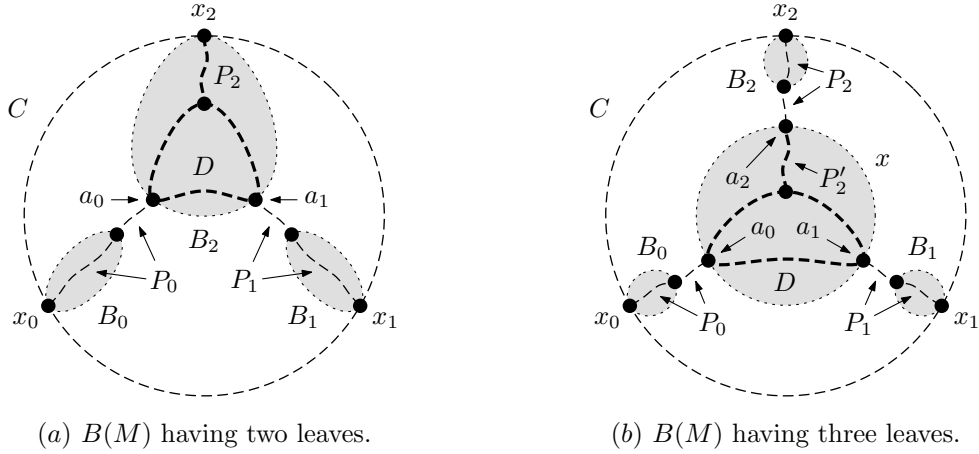 x₂
C
P₂
D
a₀
a₁
B₂
P₀
P₁
x₀
B₀
B₁
x₁
(a) B(M) having two leaves.
x₂
C
B₂
P₂
a₂
x
P′₂
a₀
a₁
B₀
B₁
D
x₀
P₀
P₁
x₁
(b) B(M) having three leaves.